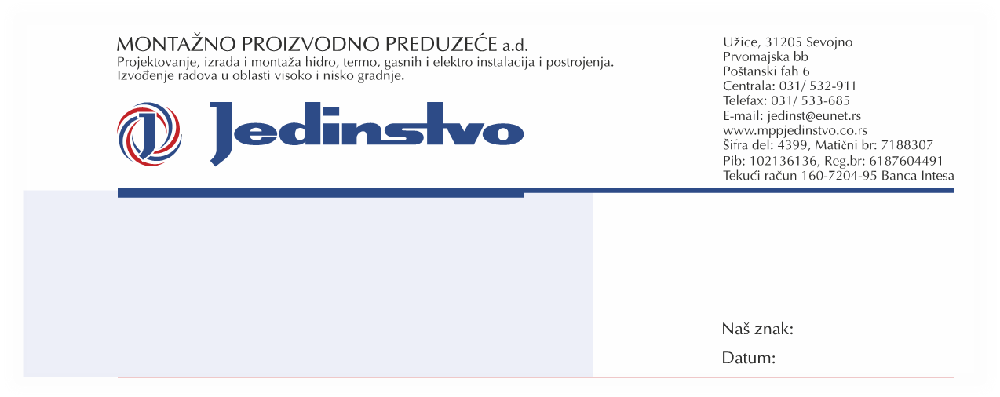 MONTAŽNO PROIZVODNO PREDUZEĆE a.d.
Projektovanje, izrada i montaža hidro, termo, gasnih i elektro instalacija i postrojenja.
Izvođenje radova u oblasti visoko i nisko gradnje.
J Jedinstvo
Užice, 31205 Sevojno
Prvomajska bb
Poštanski fah 6
Centrala: 031/ 532-911
Telefax: 031/ 533-685
E-mail: jedinst@eunet.rs
www.mppjedinstvo.co.rs
Šifra del: 4399, Matični br: 7188307
Pib: 102136136, Reg.br: 6187604491
Tekući račun 160-7204-95 Banca Intesa
Naš znak:
Datum: